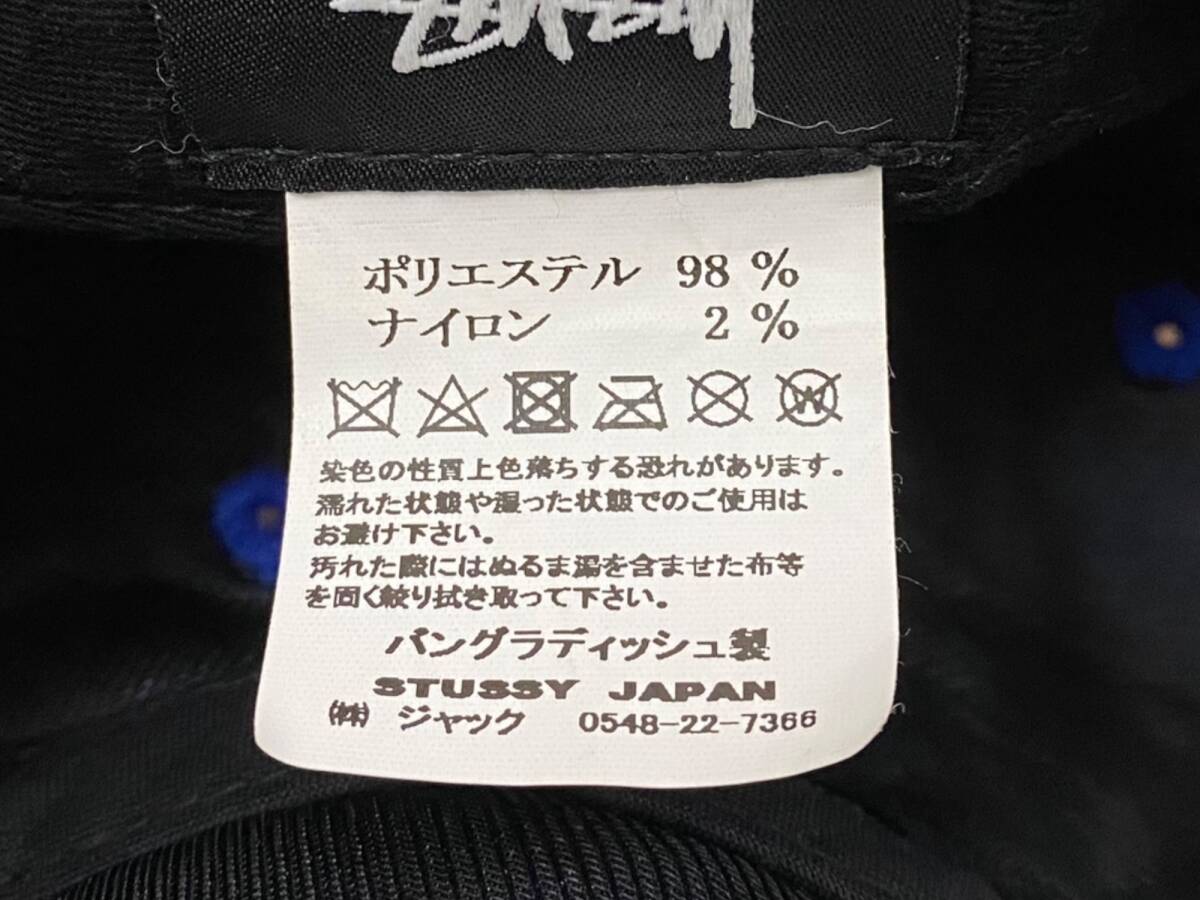 ポリエステル 98 %
ナイロン 2 %
W
染色の性質上色落ちする恐れがあります。
濡れた状態や湿った状態でのご使用は
お避け下さい。
汚れた際にはぬるま湯を含ませた布等
を固く絞り拭き取って下さい。
バングラディッシュ製
STUSSY JAPAN
㈱ ジャック 0548-22-7366